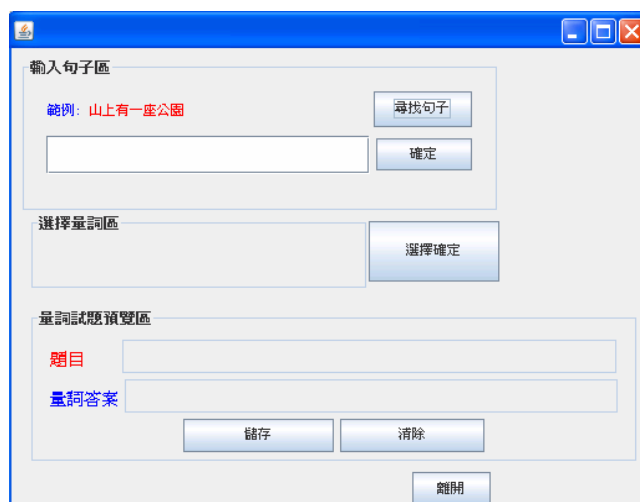 輸入句子區
範例: 山上有一座公園
尋找句子
確定
選擇量詞區
選擇確定
量詞試題預覽區
題目
量詞答案
儲存
清除
離開